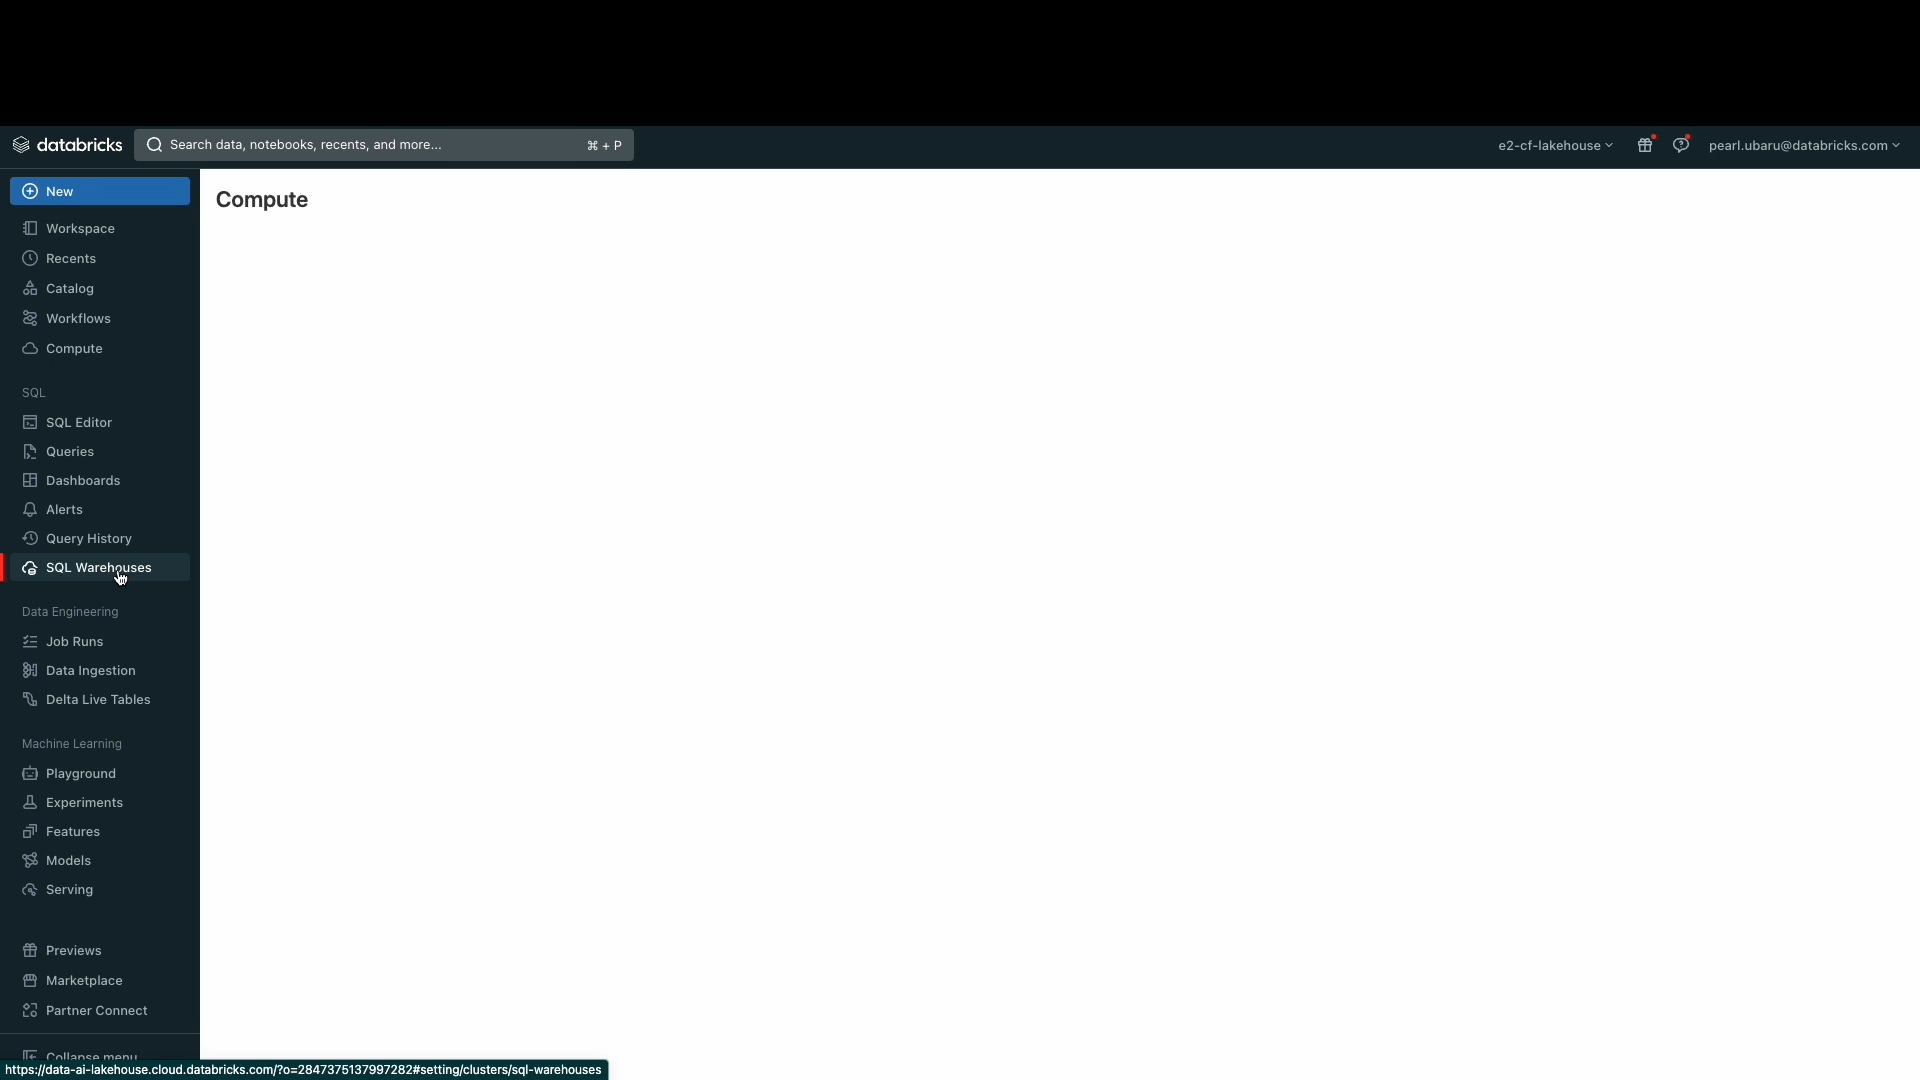 databricks
Search data, notebooks, recents, and more...
⌘ + P
e2-cf-lakehouse
pearl.ubaru@databricks.com
New
Workspace
Recents
Catalog
Workflows
Compute
SQL
SQL Editor
Queries
Dashboards
Alerts
Query History
SQL Warehouses
Data Engineering
Job Runs
Data Ingestion
Delta Live Tables
Machine Learning
Playground
Experiments
Features
Models
Serving
Previews
Marketplace
Partner Connect
Collapse menu
Compute
https://data-ai-lakehouse.cloud.databricks.com/?o=2847375137997282#setting/clusters/sql-warehouses